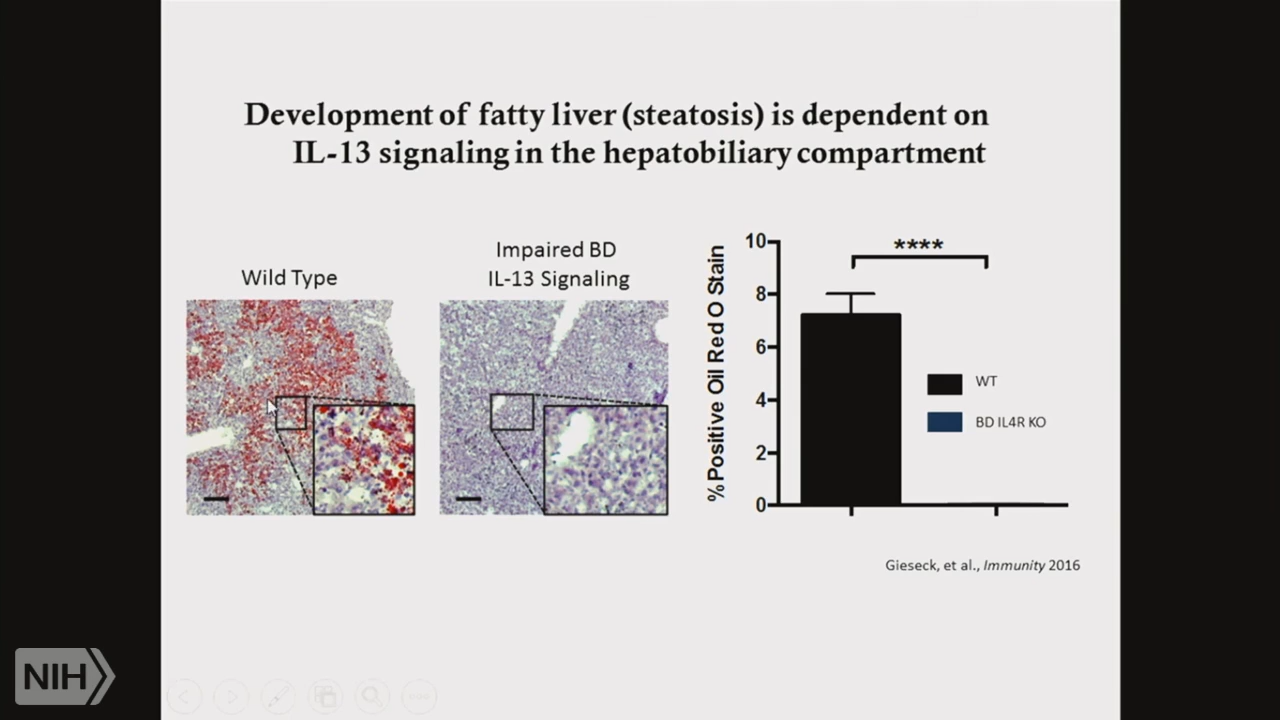 Development of fatty liver (steatosis) is dependent on
IL-13 signaling in the hepatobiliary compartment
Wild Type
Impaired BD
IL-13 Signaling
% Positive Oil Red O Stain
10
8
6
4
2
0
****
WT
BD IL4R KO
Gieseck, et al., Immunity 2016
NIH